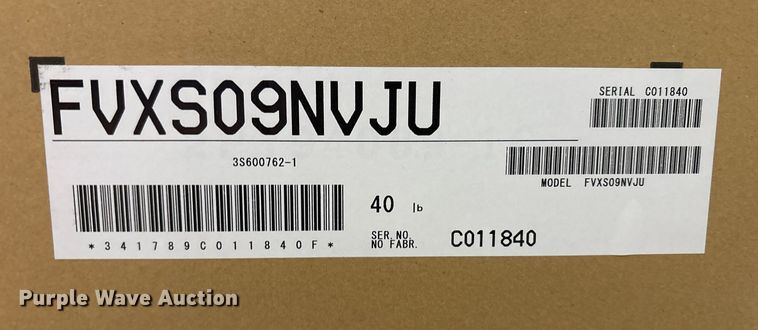 FVXS09NVJU
SERIAL C011840
3S600762-1
MODEL FVXS09NVJU
*341789C011840F*
40 lb
SER.NO.
NO FABR.
C011840
Purple Wave Auction